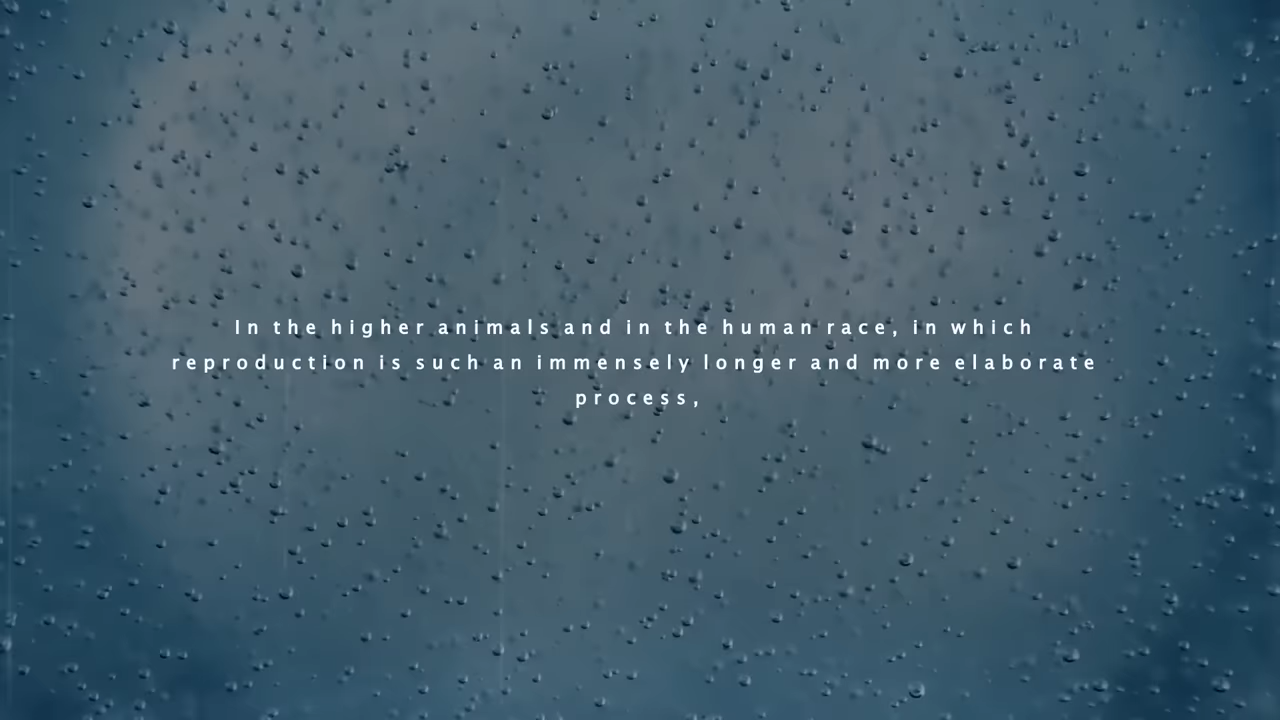 In the higher animals and in the human race, in which
reproduction is such an immensely longer and more elaborate
process,